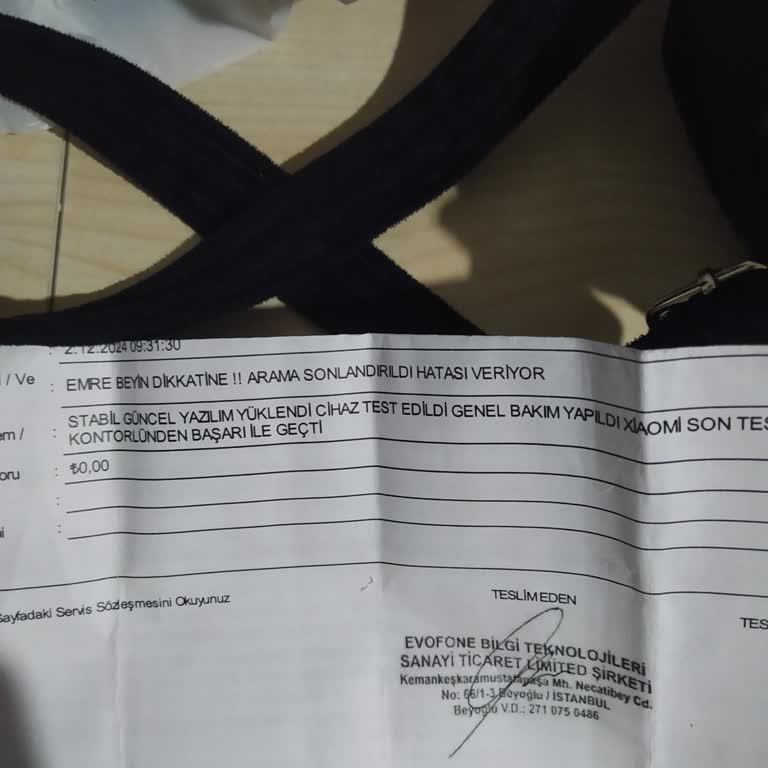 : 2.12.2024 09:31:30
/ Ve : EMRE BEYİN DİKKATİNE !! ARAMA SONLANDIRILDI HATASI VERİYOR
em / : STABİL GÜNCEL YAZILIM YÜKLENDİ CİHAZ TEST EDİLDİ GENEL BAKIM YAPILDI XİAOMİ SON TES
KONTORLÜNDEN BAŞARI İLE GEÇTİ
oru : ₺0,00
:
:
Sayfadaki Servis Sözleşmesini Okuyunuz
TESLİM EDEN
TES
EVOFONE BİLGİ TEKNOLOJİLERİ
SANAYİ TİCARET LİMİTED ŞİRKETİ
Kemankeşkaramustafapaşa Mh. Necatibey Cd.
No: 66/1-3 Beyoğlu / İSTANBUL
Beyoğlu V.D.: 271 075 0486